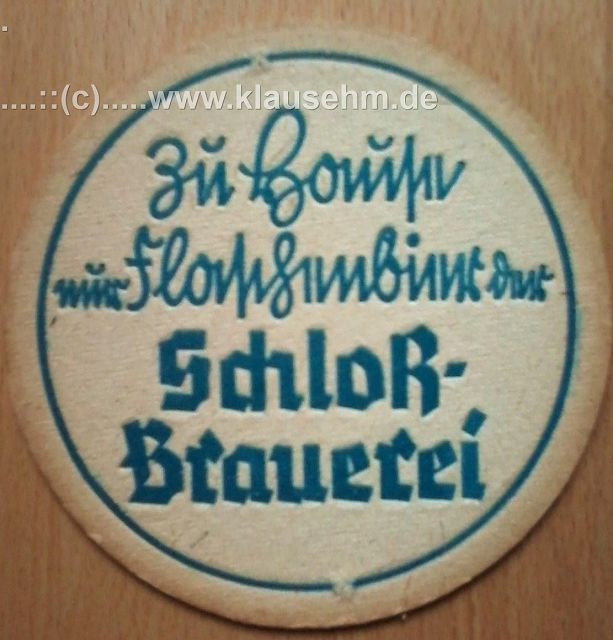 .
....::(c).....www.klausehm.de
Zu Hause
nur Flaschenbier der
Schloß-
Brauerei